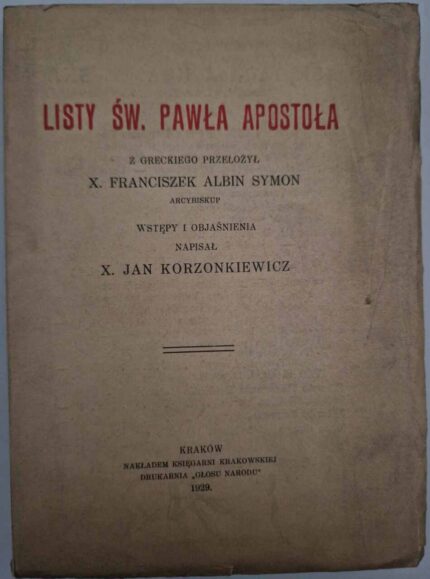 LISTY ŚW. PAWŁA APOSTOŁA
Z GRECKIEGO PRZEŁOŻYŁ
X. FRANCISZEK ALBIN SYMON
ARCYBISKUP
WSTĘPY I OBJAŚNIENIA
NAPISAŁ
X. JAN KORZONKIEWICZ
KRAKÓW
NAKŁADEM KSIĘGARNI KRAKOWSKIEJ
DRUKARNIA „GŁOSU NARODU"
1929.